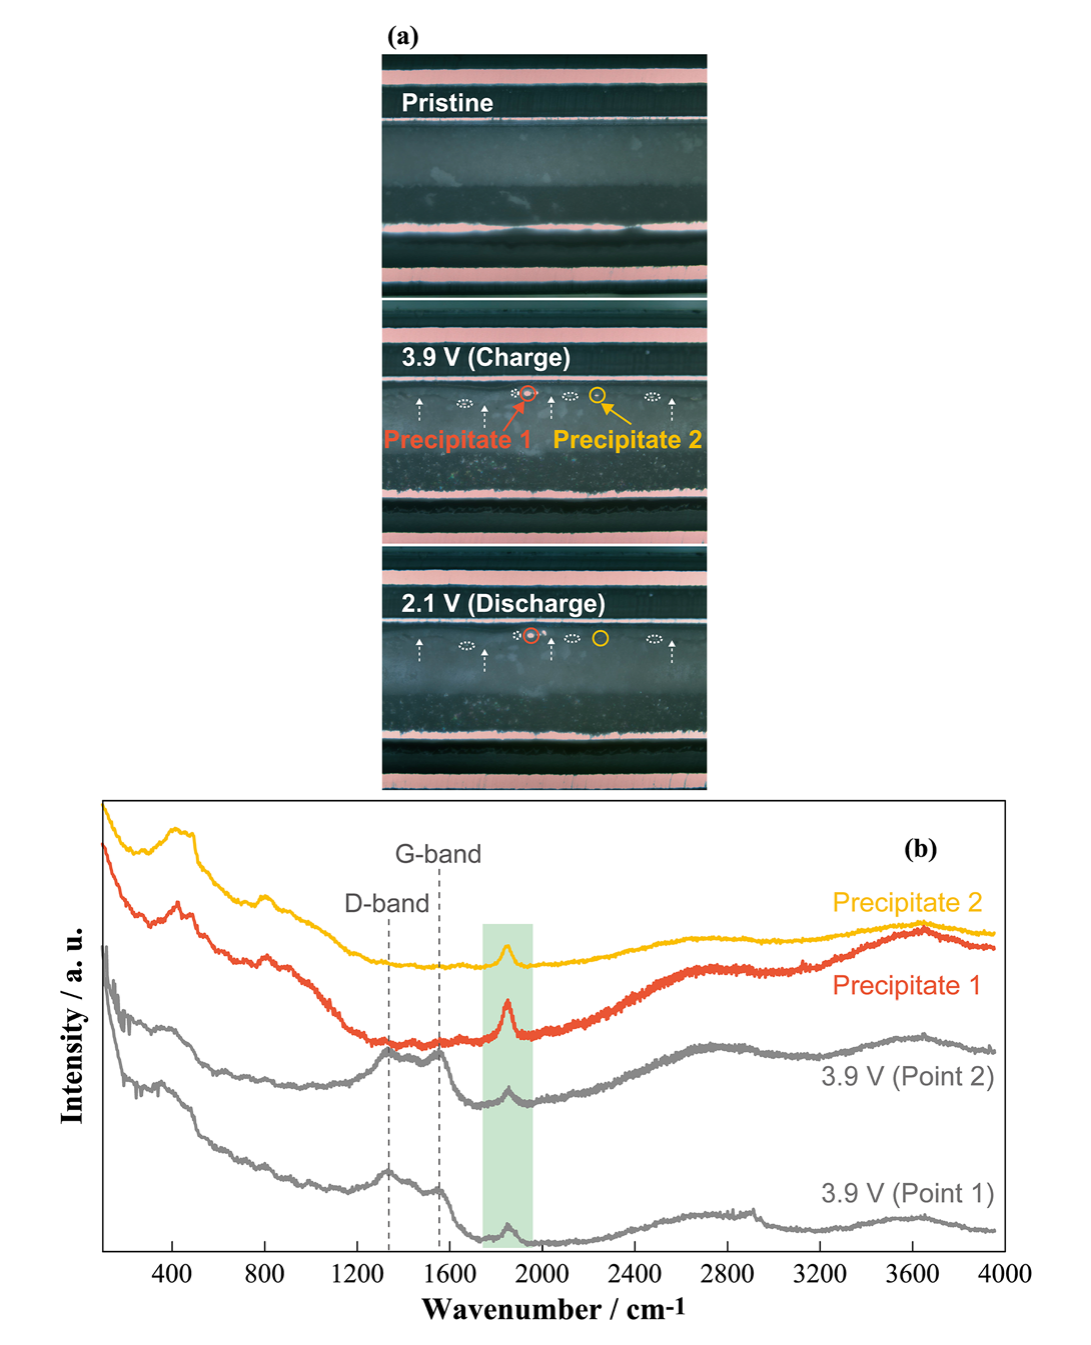 (a)
Pristine
3.9 V (Charge)
Precipitate 1
Precipitate 2
2.1 V (Discharge)
(b)
G-band
D-band
Precipitate 2
Precipitate 1
3.9 V (Point 2)
3.9 V (Point 1)
Intensity / a. u.
400 800 1200 1600 2000 2400 2800 3200 3600 4000
Wavenumber / cm-1